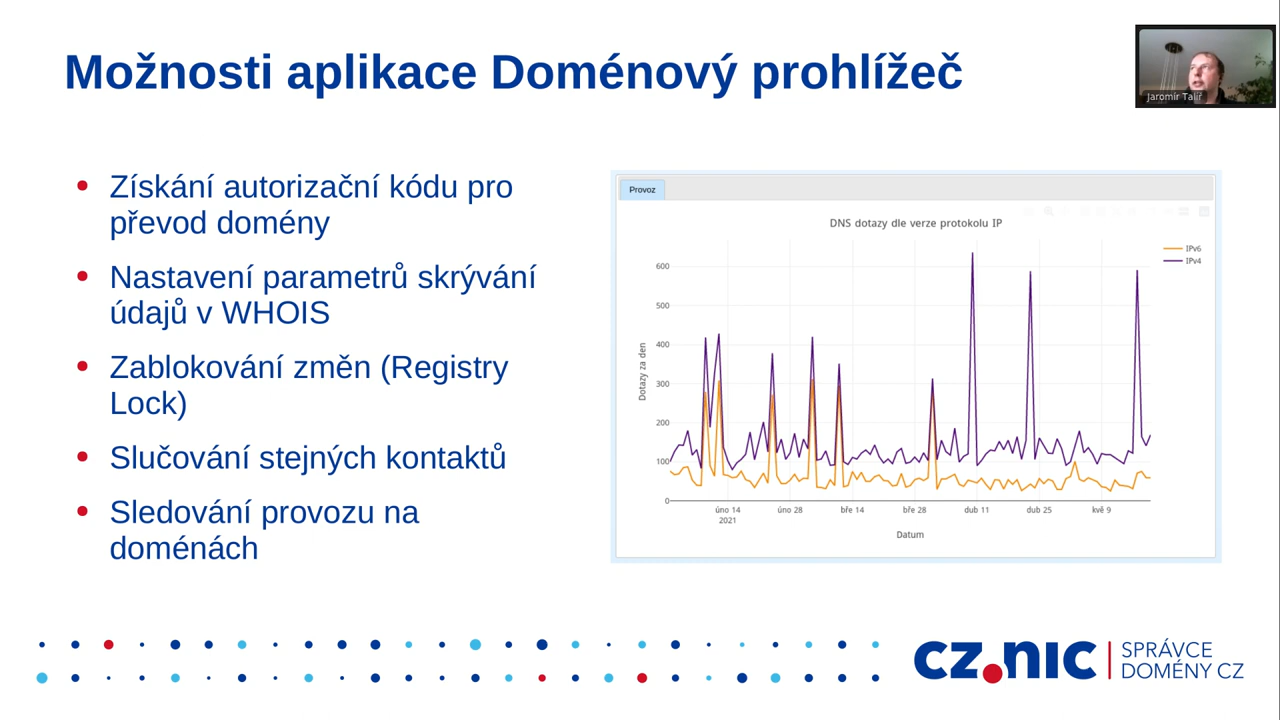 Možnosti aplikace Doménový prohlížeč
Jaromír Talíř
Získání autorizační kódu pro
převod domény
Nastavení parametrů skrývání
údajů v WHOIS
Zablokování změn (Registry
Lock)
Slučování stejných kontaktů
Sledování provozu na
doménách
Provoz
DNS dotazy dle verze protokolu IP
IPv6
IPv4
Dotazy za den
600
500
400
300
200
100
0
úno 14
2021
úno 28
bře 14
bře 28
dub 11
dub 25
kvě 9
Datum
CZ.NIC
SPRÁVCE
DOMÉNY CZ